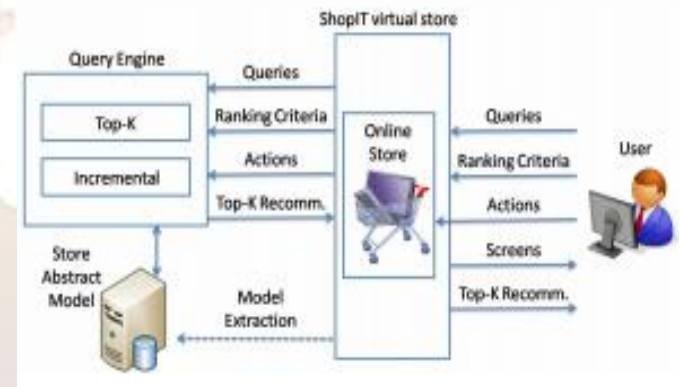 ShopIT virtual store
Query Engine
Top-K
Incremental
Queries
Ranking Criteria
Actions
Top-K Recomm.
Online
Store
Queries
Ranking Criteria
Actions
Screens
Top-K Recomm.
User
Store
Abstract
Model
Model
Extraction